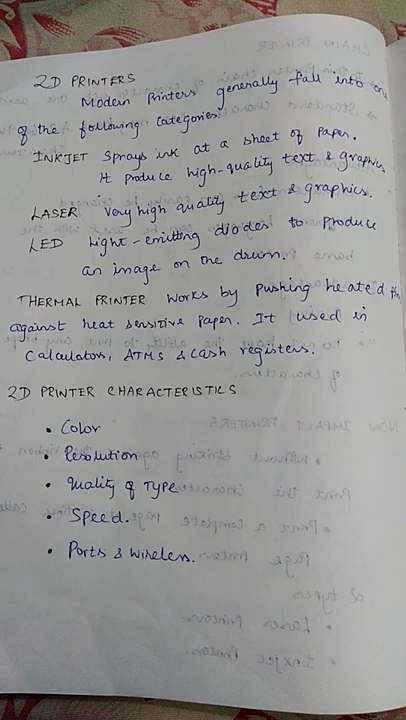 2D PRINTERS
Modern Printers generally fall into one
of the following Categories.
INKJET Sprays ink at a sheet of Paper.
It produce high-quality text & graphics
LASER Very high quality text & graphics.
LED Light-emitting diodes to produce
an image on the drum.
THERMAL PRINTER Works by pushing heated
against heat sensitive Paper. It used in
Calculators, ATMs & Cash registers.
2D PRINTER CHARACTERISTICS
• Color
• Resolution
• Quality of Type
• Speed.
• Ports & Wireless.